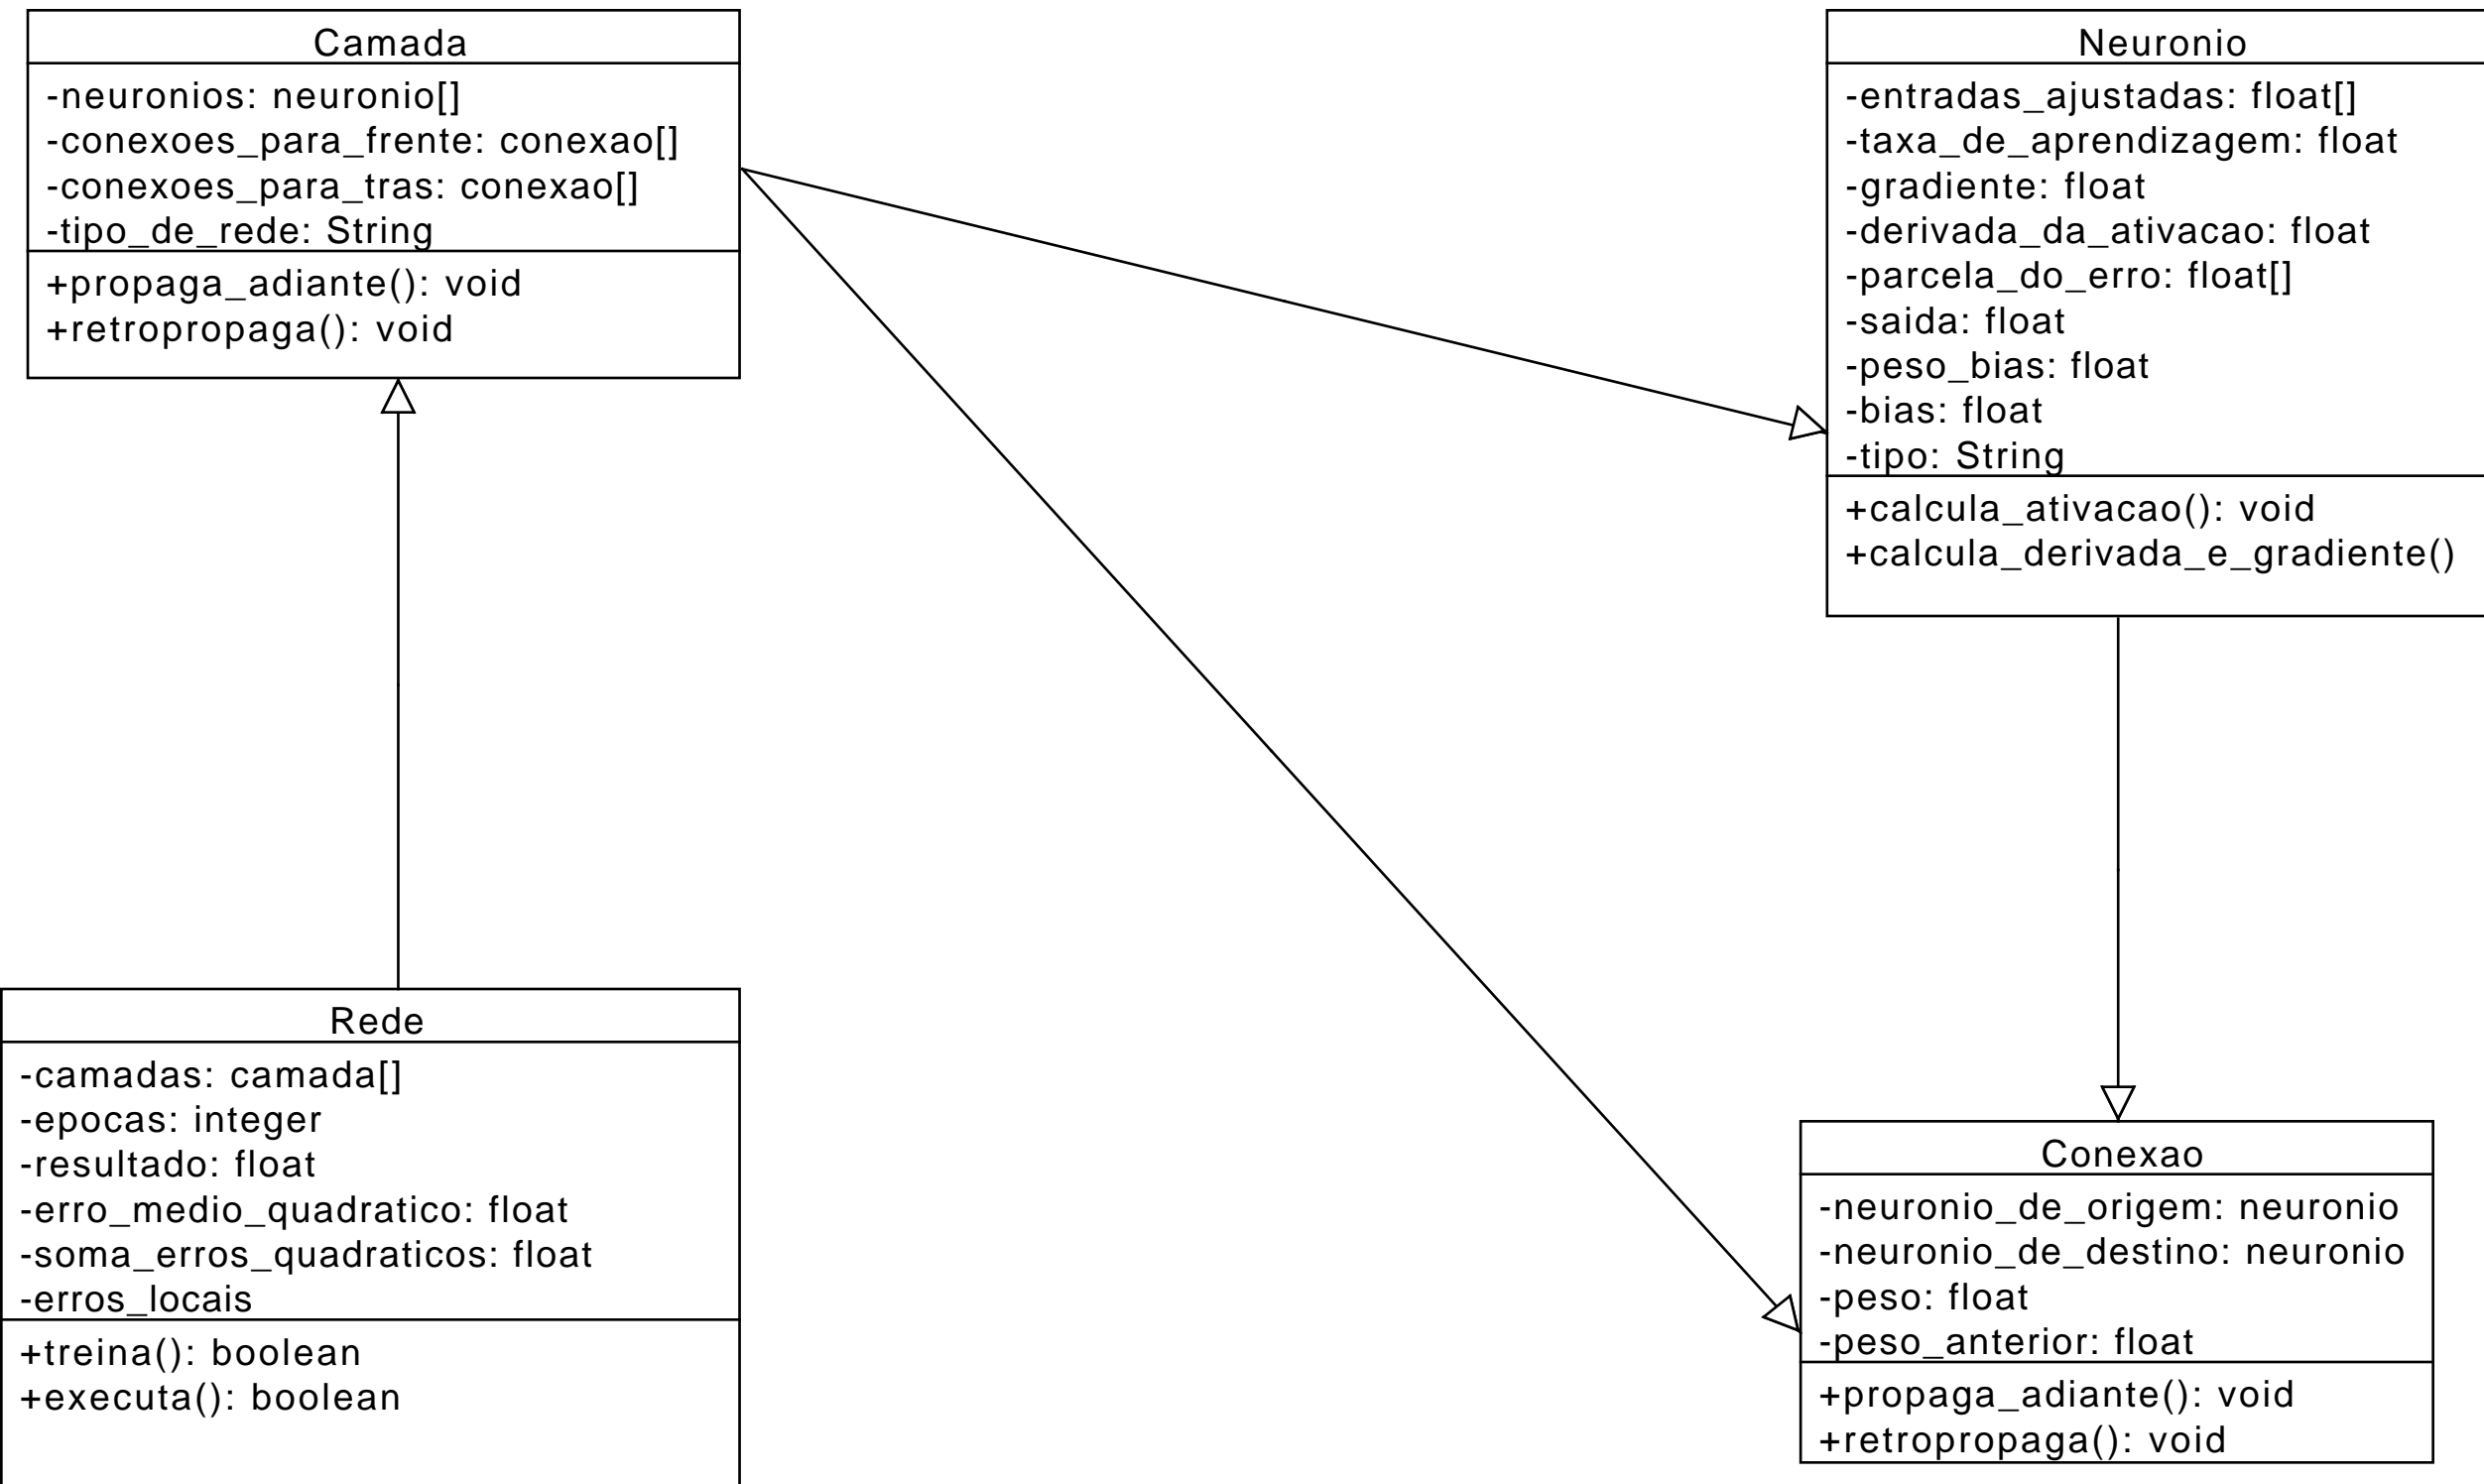 Camada
-neuronios: neuronio[]
-conexoes_para_frente: conexao[]
-conexoes_para_tras: conexao[]
-tipo_de_rede: String
+propaga_adiante(): void
+retropropaga(): void
Neuronio
-entradas_ajustadas: float[]
-taxa_de_aprendizagem: float
-gradiente: float
-derivada_da_ativacao: float
-parcela_do_erro: float[]
-saida: float
-peso_bias: float
-bias: float
-tipo: String
+calcula_ativacao(): void
+calcula_derivada_e_gradiente()
Rede
-camadas: camada[]
-epocas: integer
-resultado: float
-erro_medio_quadratico: float
-soma_erros_quadraticos: float
-erros_locais
+treina(): boolean
+executa(): boolean
Conexao
-neuronio_de_origem: neuronio
-neuronio_de_destino: neuronio
-peso: float
-peso_anterior: float
+propaga_adiante(): void
+retropropaga(): void